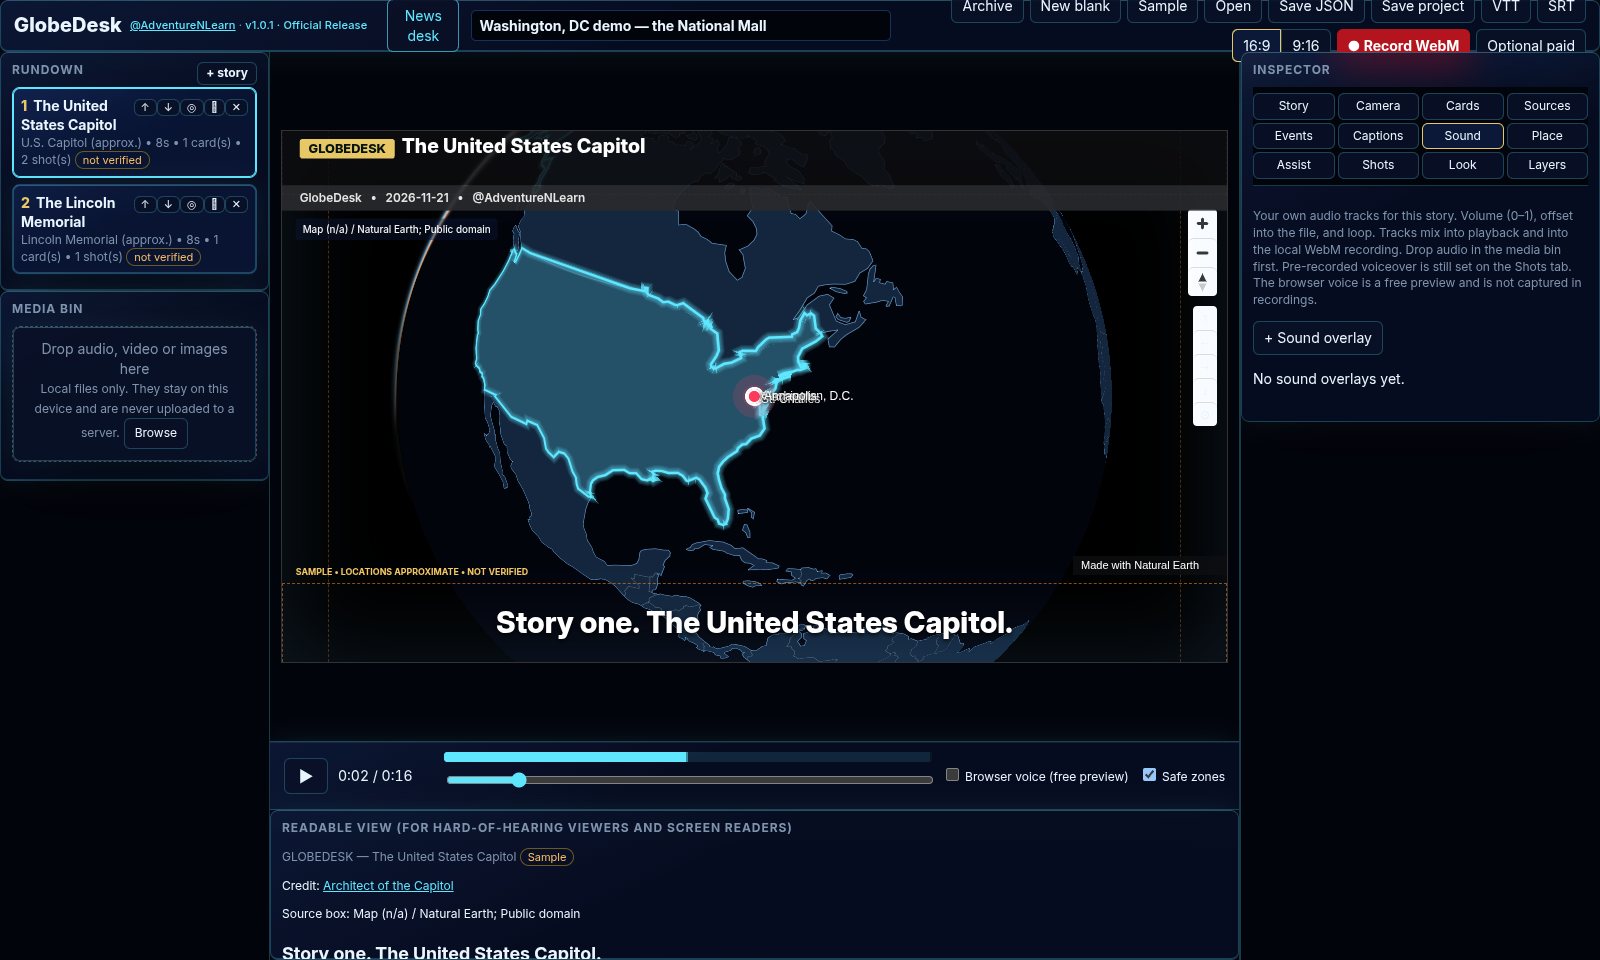 GlobeDesk @AdventureNLearn · v1.0.1 · Official Release
News desk
Washington, DC demo — the National Mall
Archive
New blank
Sample
Open
Save JSON
Save project
VTT
SRT
16:9
9:16
Record WebM
Optional paid
RUNDOWN
+ story
1 The United States Capitol
U.S. Capitol (approx.) • 8s • 1 card(s) •
2 shot(s) not verified
2 The Lincoln Memorial
Lincoln Memorial (approx.) • 8s • 1
card(s) • 1 shot(s) not verified
MEDIA BIN
Drop audio, video or images
here
Local files only. They stay on this
device and are never uploaded to a
server. Browse
GLOBEDESK The United States Capitol
GlobeDesk • 2026-11-21 • @AdventureNLearn
Map (n/a) / Natural Earth; Public domain
SAMPLE • LOCATIONS APPROXIMATE • NOT VERIFIED
Made with Natural Earth
Story one. The United States Capitol.
0:02 / 0:16
Browser voice (free preview)
Safe zones
READABLE VIEW (FOR HARD-OF-HEARING VIEWERS AND SCREEN READERS)
GLOBEDESK — The United States Capitol Sample
Credit: Architect of the Capitol
Source box: Map (n/a) / Natural Earth; Public domain
Story one. The United States Capitol.
INSPECTOR
Story
Camera
Cards
Sources
Events
Captions
Sound
Place
Assist
Shots
Look
Layers
Your own audio tracks for this story. Volume (0–1), offset
into the file, and loop. Tracks mix into playback and into
the local WebM recording. Drop audio in the media bin
first. Pre-recorded voiceover is still set on the Shots tab.
The browser voice is a free preview and is not captured in
recordings.
+ Sound overlay
No sound overlays yet.